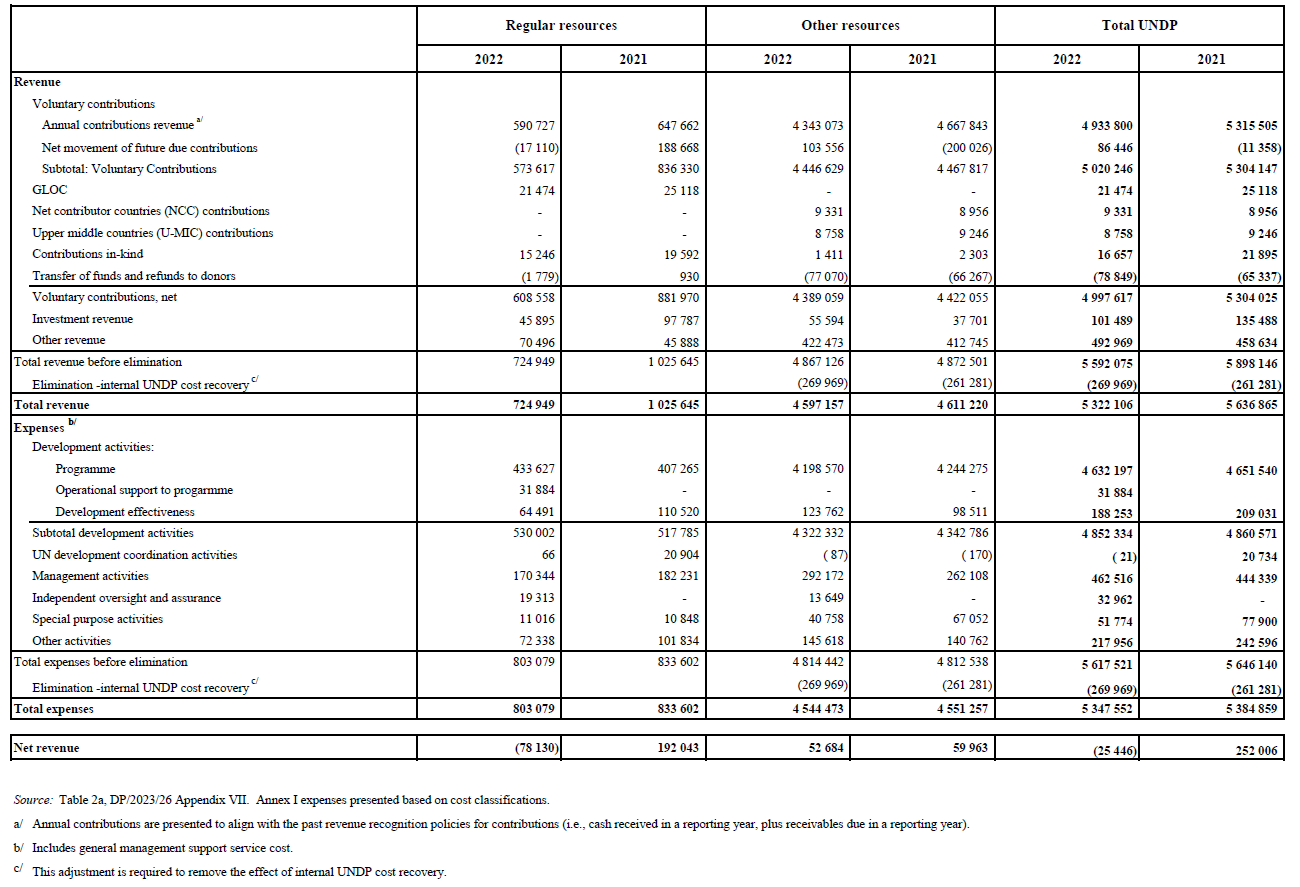 Regular resources Other resources Total UNDP
2022 2021 2022 2021 2022 2021
Revenue
Voluntary contributions
Annual contributions revenue a/ 590 727 647 662 4 343 073 4 667 843 4 933 800 5 315 505
Net movement of future due contributions (17 110) 188 668 103 556 (200 026) 86 446 (11 358)
Subtotal: Voluntary Contributions 573 617 836 330 4 446 629 4 467 817 5 020 246 5 304 147
GLOC 21 474 25 118 - - 21 474 25 118
Net contributor countries (NCC) contributions - - 9 331 8 956 9 331 8 956
Upper middle countries (U-MIC) contributions - - 8 758 9 246 8 758 9 246
Contributions in-kind 15 246 19 592 1 411 2 303 16 657 21 895
Transfer of funds and refunds to donors (1 779) 930 (77 070) (66 267) (78 849) (65 337)
Voluntary contributions, net 608 558 881 970 4 389 059 4 422 055 4 997 617 5 304 025
Investment revenue 45 895 97 787 55 594 37 701 101 489 135 488
Other revenue 70 496 45 888 422 473 412 745 492 969 458 634
Total revenue before elimination 724 949 1 025 645 4 867 126 4 872 501 5 592 075 5 898 146
Elimination -internal UNDP cost recovery c/ (269 969) (261 281) (269 969) (261 281)
Total revenue 724 949 1 025 645 4 597 157 4 611 220 5 322 106 5 636 865
Expenses b/
Development activities:
Programme 433 627 407 265 4 198 570 4 244 275 4 632 197 4 651 540
Operational support to progarmme 31 884 - - - 31 884
Development effectiveness 64 491 110 520 123 762 98 511 188 253 209 031
Subtotal development activities 530 002 517 785 4 322 332 4 342 786 4 852 334 4 860 571
UN development coordination activities 66 20 904 ( 87) ( 170) ( 21) 20 734
Management activities 170 344 182 231 292 172 262 108 462 516 444 339
Independent oversight and assurance 19 313 - 13 649 - 32 962 -
Special purpose activities 11 016 10 848 40 758 67 052 51 774 77 900
Other activities 72 338 101 834 145 618 140 762 217 956 242 596
Total expenses before elimination 803 079 833 602 4 814 442 4 812 538 5 617 521 5 646 140
Elimination -internal UNDP cost recovery c/ (269 969) (261 281) (269 969) (261 281)
Total expenses 803 079 833 602 4 544 473 4 551 257 5 347 552 5 384 859
Net revenue (78 130) 192 043 52 684 59 963 (25 446) 252 006
Source: Table 2a, DP/2023/26 Appendix VII. Annex I expenses presented based on cost classifications.
a/ Annual contributions are presented to align with the past revenue recognition policies for contributions (i.e., cash received in a reporting year, plus receivables due in a reporting year).
b/ Includes general management support service cost.
c/ This adjustment is required to remove the effect of internal UNDP cost recovery.